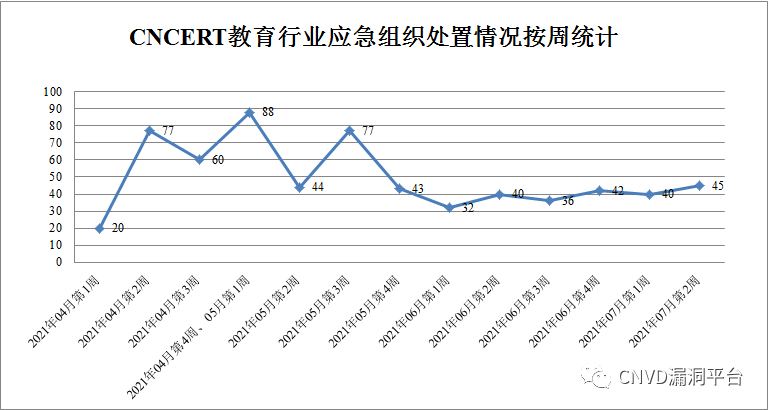 CNCERT教育行业应急组织处置情况按周统计
100
90
80
70
60
50
40
30
20
10
0
20
77
60
88
44
77
43
32
40
36
42
40
45
2021年04月第1周
2021年04月第2周
2021年04月第3周
2021年04月第4周、05月第1周
2021年05月第2周
2021年05月第3周
2021年05月第4周
2021年06月第1周
2021年06月第2周
2021年06月第3周
2021年06月第4周
2021年07月第1周
2021年07月第2周
CNVD漏洞平台